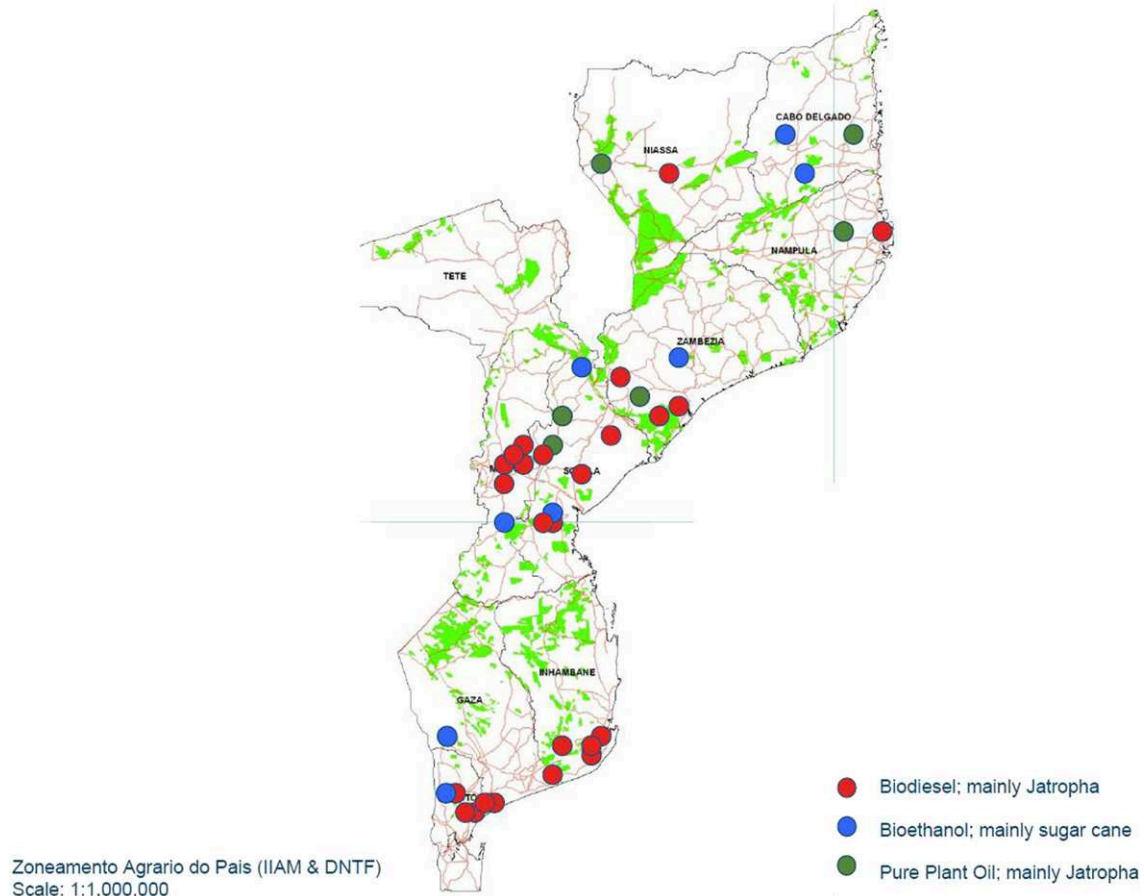 CABO DELGADO
NIASSA
NAMPULA
TETE
ZAMBEZIA
INHAMBANE
GAZA
Biodiesel; mainly Jatropha
Bioethanol; mainly sugar cane
Pure Plant Oil; mainly Jatropha
Zoneamento Agrario do Pais (IIAM & DNTF)
Scale: 1:1.000.000